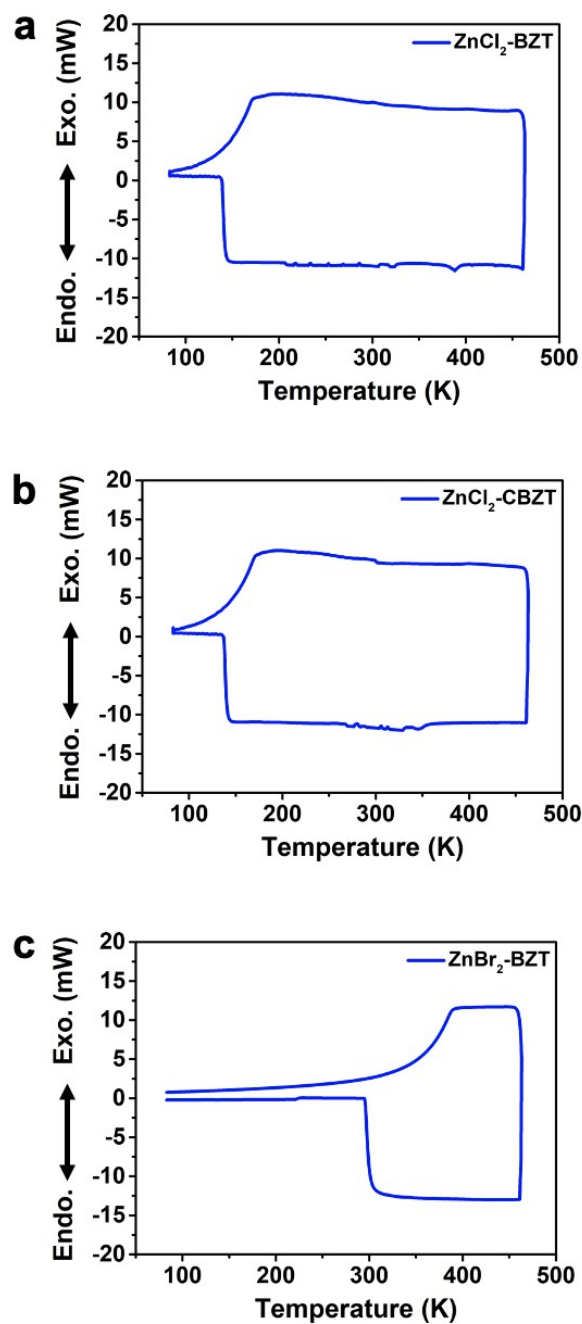 a
ZnCl₂-BZT
Endo. ↔ Exo. (mW)
20
15
10
5
0
-5
-10
-15
-20
100 200 300 400 500
Temperature (K)
b
ZnCl₂-CBZT
Endo. ↔ Exo. (mW)
20
15
10
5
0
-5
-10
-15
-20
100 200 300 400 500
Temperature (K)
c
ZnBr₂-BZT
Endo. ↔ Exo. (mW)
20
15
10
5
0
-5
-10
-15
-20
100 200 300 400 500
Temperature (K)